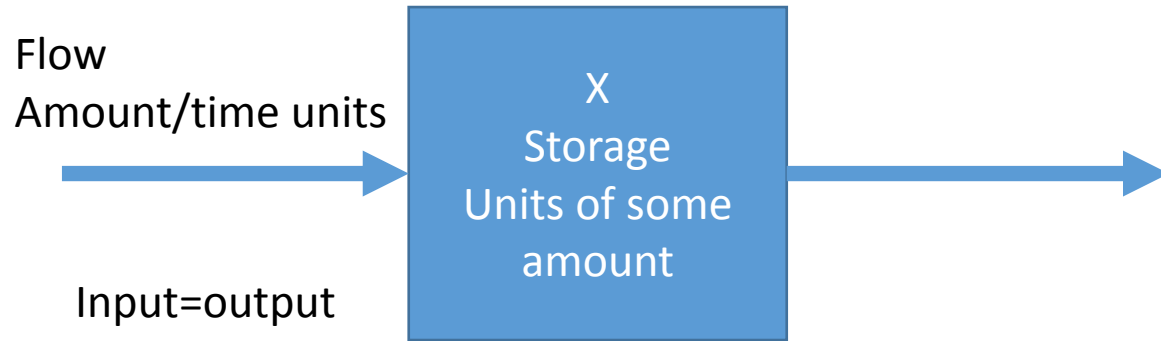 Flow
Amount/time units
X
Storage
Units of some
amount
Input=output